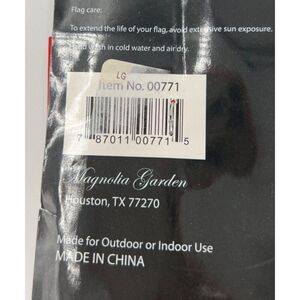 Flag care:
To extend the life of your flag, avoid extensive sun exposure.
Hand wash in cold water and air dry.
LG
Item No. 00771
7 87011 00771 5
Magnolia Garden
Houston, TX 77270
Made for Outdoor or Indoor Use
MADE IN CHINA